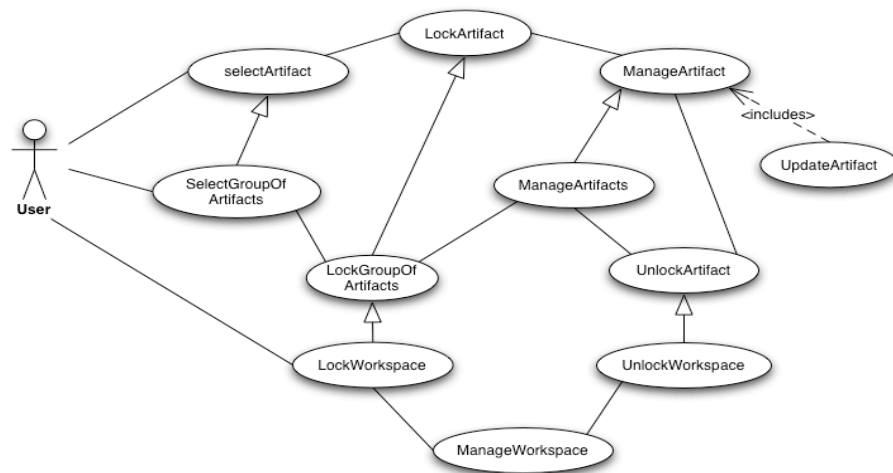 LockArtifact
selectArtifact
ManageArtifact
<includes>
UpdateArtifact
SelectGroupOf
Artifacts
ManageArtifacts
User
LockGroupOf
Artifacts
UnlockArtifact
LockWorkspace
UnlockWorkspace
ManageWorkspace